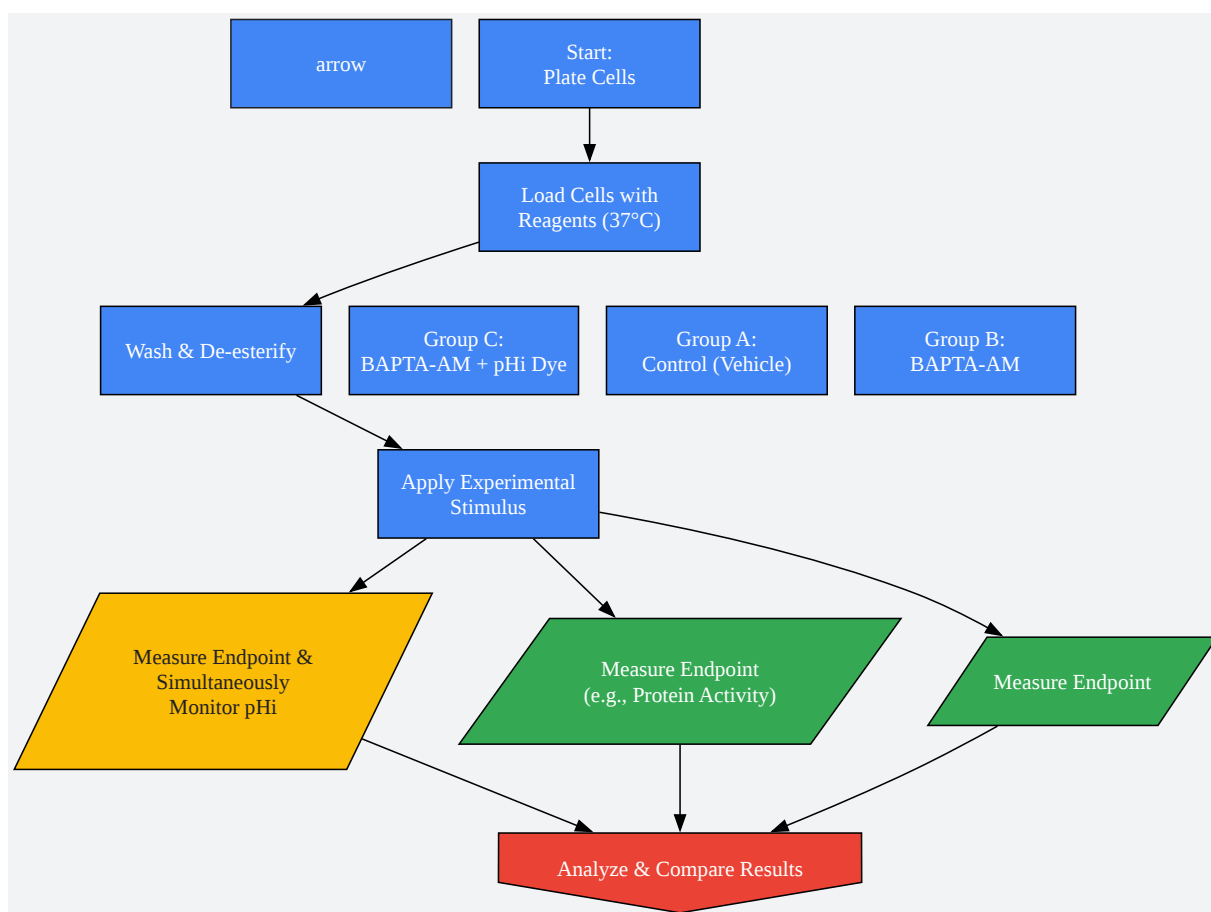 arrow
Start:
Plate Cells
Load Cells with
Reagents (37°C)
Wash & De-esterify
Group C:
BAPTA-AM + pHi Dye
Group A:
Control (Vehicle)
Group B:
BAPTA-AM
Apply Experimental
Stimulus
Measure Endpoint &
Simultaneously
Monitor pHi
Measure Endpoint
(e.g., Protein Activity)
Measure Endpoint
Analyze & Compare Results